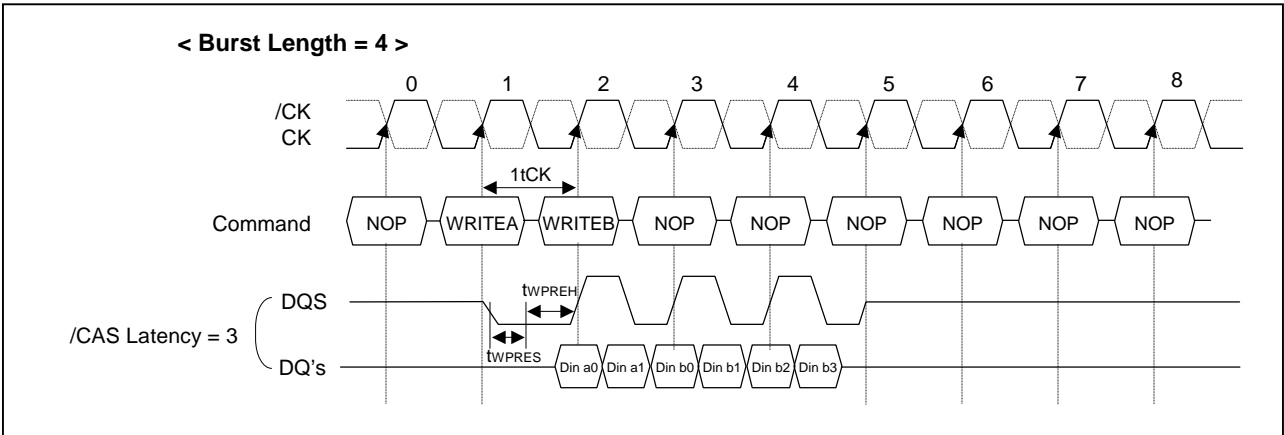 < Burst Length = 4 >
0 1 2 3 4 5 6 7 8
/CK
CK
1tCK
Command NOP WRITEA WRITEB NOP NOP NOP NOP NOP NOP
tWPREH
DQS
/CAS Latency = 3
tWPRES
DQ's Din a0 Din a1 Din b0 Din b1 Din b2 Din b3